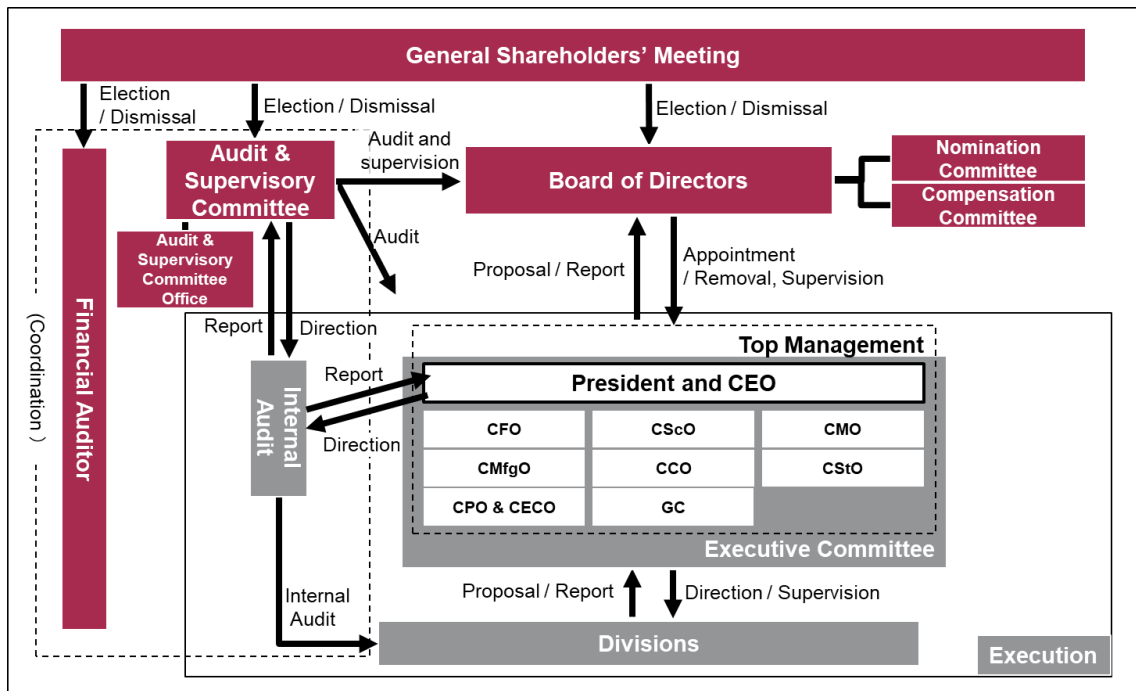 General Shareholders' Meeting
Election
/ Dismissal
Election / Dismissal
Election / Dismissal
Audit and
supervision
Audit &
Supervisory
Committee
Board of Directors
Nomination
Committee
Compensation
Committee
Audit &
Supervisory
Committee
Office
Audit
Proposal / Report
Appointment
/ Removal, Supervision
(Coordination)
Financial Auditor
Report
Direction
Top Management
Internal
Audit
Report
Direction
President and CEO
CFO
CScO
CMO
CMfgO
CCO
CStO
CPO & CECO
GC
Executive Committee
Internal
Audit
Proposal / Report
Direction / Supervision
Divisions
Execution